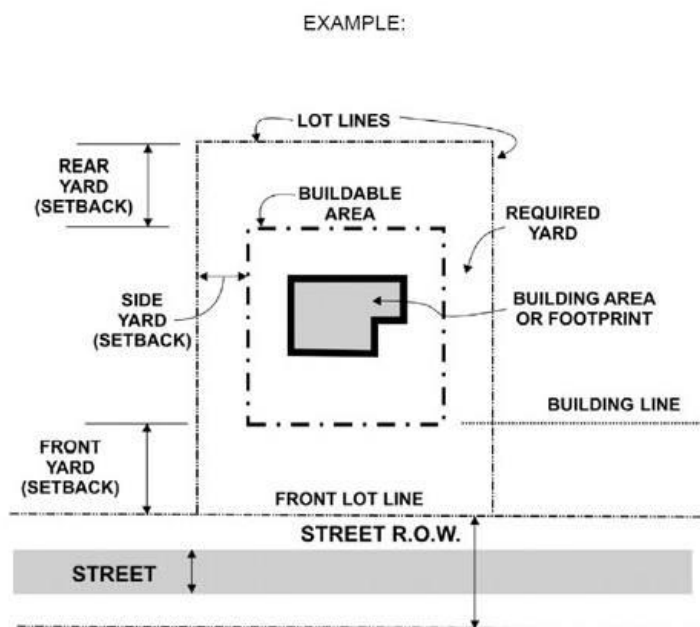 EXAMPLE:
LOT LINES
REAR
YARD
(SETBACK)
BUILDABLE
AREA
REQUIRED
YARD
SIDE
YARD
(SETBACK)
BUILDING AREA
OR FOOTPRINT
BUILDING LINE
FRONT
YARD
(SETBACK)
FRONT LOT LINE
STREET R.O.W.
STREET